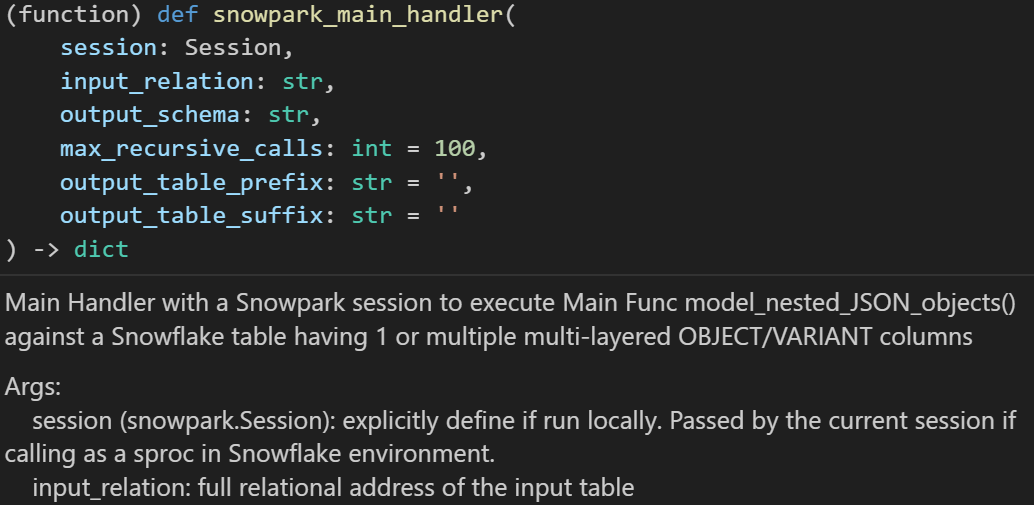 (function) def snowpark_main_handler(
    session: Session,
    input_relation: str,
    output_schema: str,
    max_recursive_calls: int = 100,
    output_table_prefix: str = '',
    output_table_suffix: str = ''
) -> dict
Main Handler with a Snowpark session to execute Main Func model_nested_JSON_objects()
against a Snowflake table having 1 or multiple multi-layered OBJECT/VARIANT columns
Args:
    session (snowpark.Session): explicitly define if run locally. Passed by the current session if
calling as a sproc in Snowflake environment.
    input_relation: full relational address of the input table